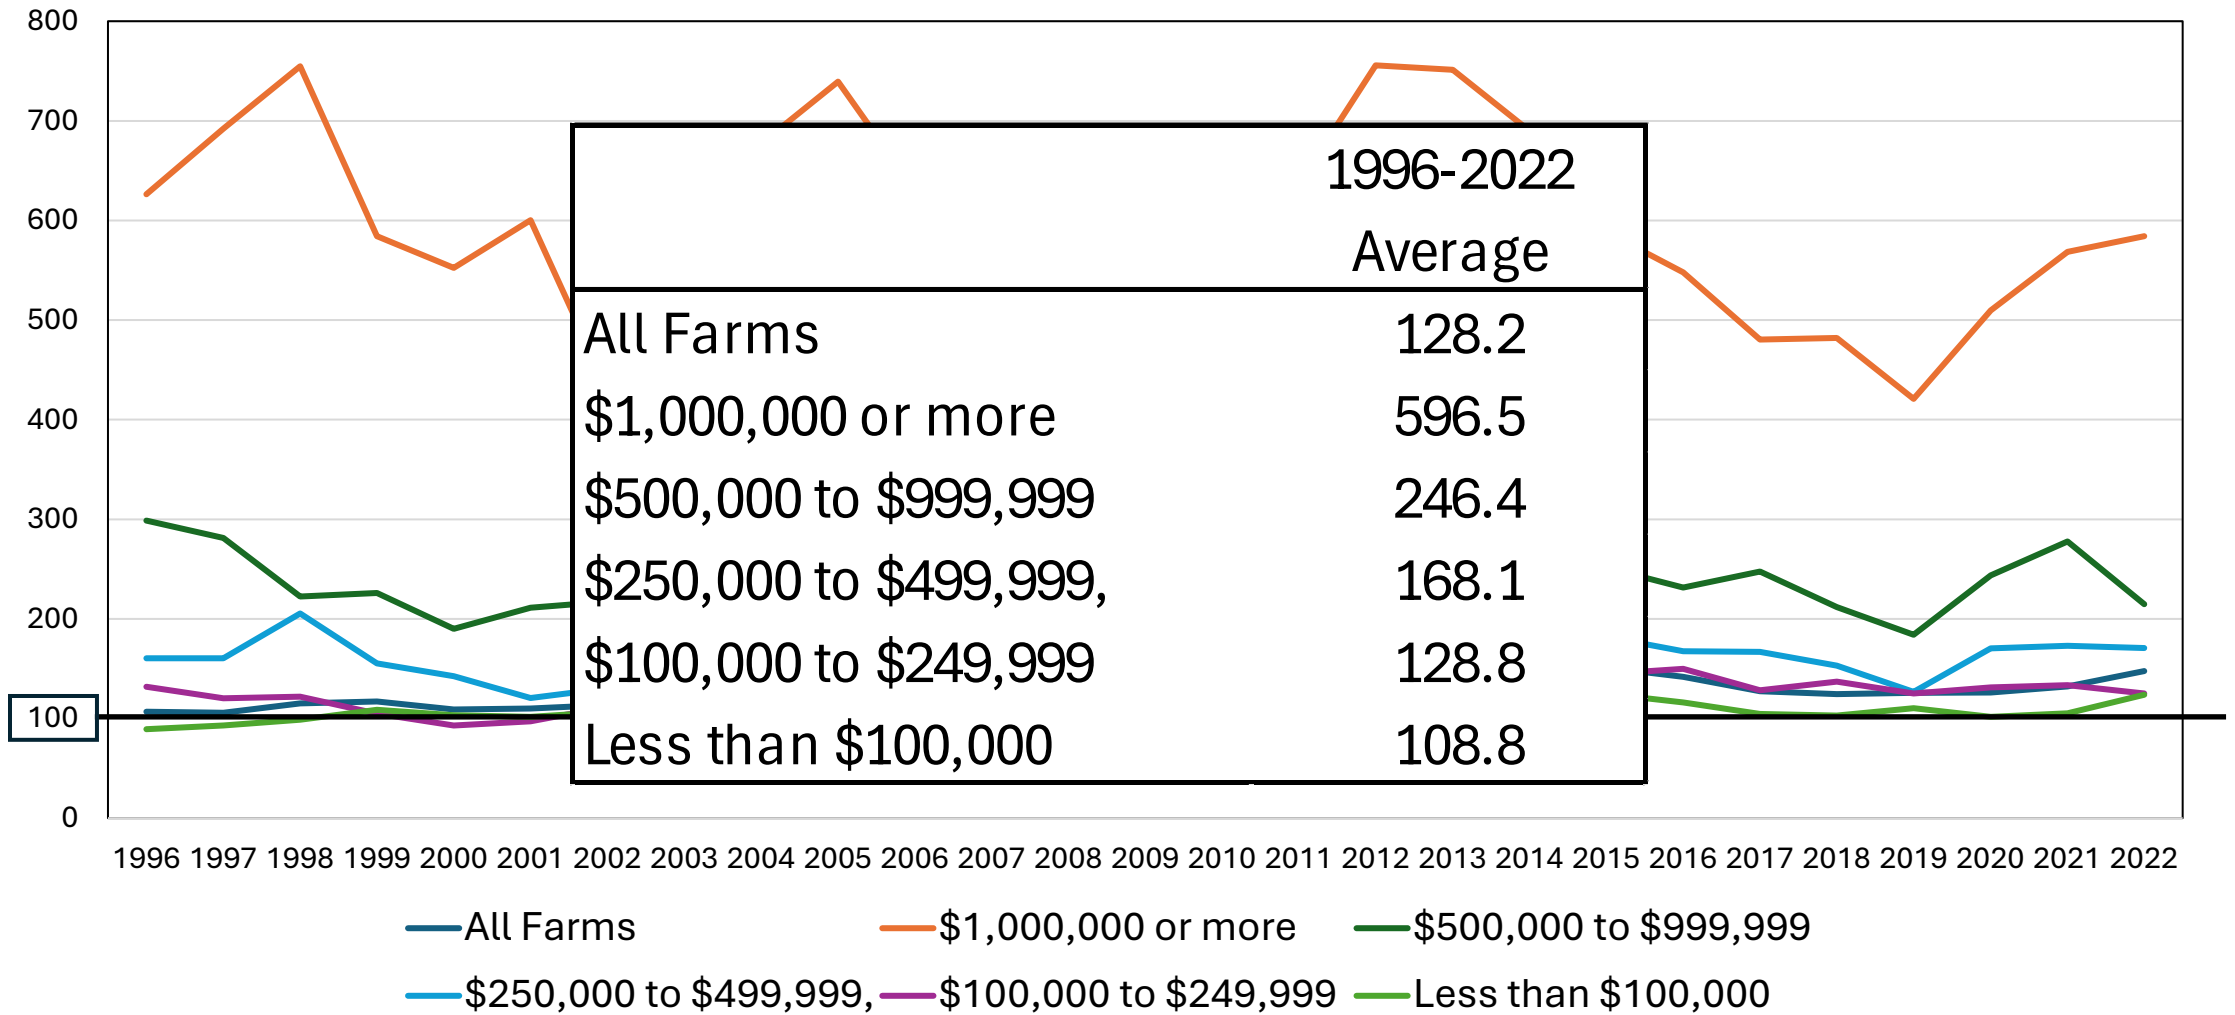 800
700
600
500
400
300
200
100
0
1996-2022
Average
All Farms 128.2
$1,000,000 or more 596.5
$500,000 to $999,999 246.4
$250,000 to $499,999, 168.1
$100,000 to $249,999 128.8
Less than $100,000 108.8
1996 1997 1998 1999 2000 2001 2002 2003 2004 2005 2006 2007 2008 2009 2010 2011 2012 2013 2014 2015 2016 2017 2018 2019 2020 2021 2022
All Farms $1,000,000 or more $500,000 to $999,999
$250,000 to $499,999, $100,000 to $249,999 Less than $100,000